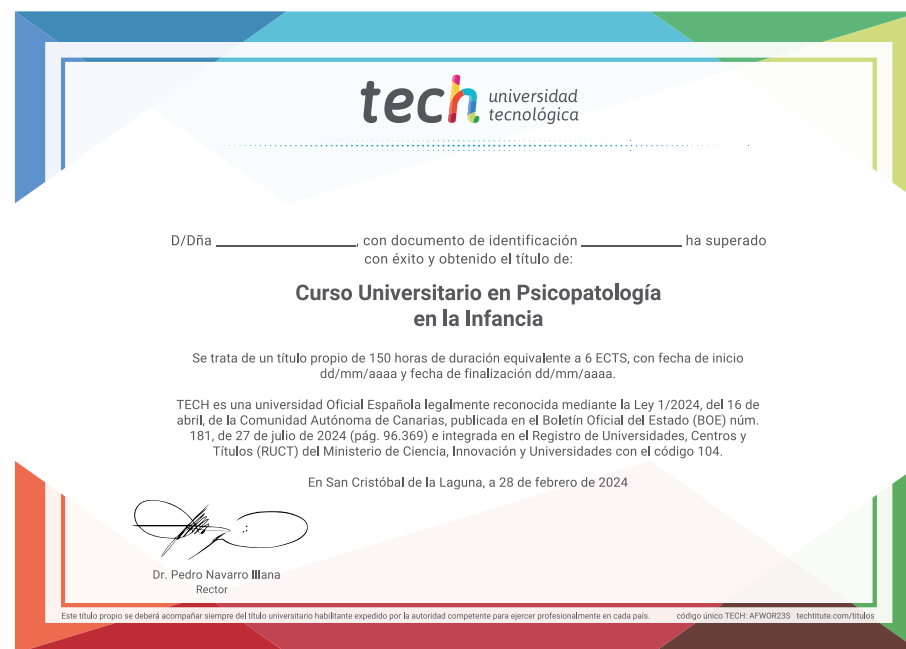 tech universidad
tecnológica
D/Dña ______________, con documento de identificación __________ ha superado
con éxito y obtenido el título de:
Curso Universitario en Psicopatología
en la Infancia
Se trata de un título propio de 150 horas de duración equivalente a 6 ECTS, con fecha de inicio
dd/mm/aaaa y fecha de finalización dd/mm/aaaa.
TECH es una universidad Oficial Española legalmente reconocida mediante la Ley 1/2024, del 16 de
abril, de la Comunidad Autónoma de Canarias, publicada en el Boletín Oficial del Estado (BOE) núm.
181, de 27 de julio de 2024 (pág. 96.369) e integrada en el Registro de Universidades, Centros y
Títulos (RUCT) del Ministerio de Ciencia, Innovación y Universidades con el código 104.
En San Cristóbal de la Laguna, a 28 de febrero de 2024
Dr. Pedro Navarro Illana
Rector
Este título propio se deberá acompañar siempre del título universitario habilitante expedido por la autoridad competente para ejercer profesionalmente en cada país. código único TECH: AFWOR23S techtitute.com/titulos